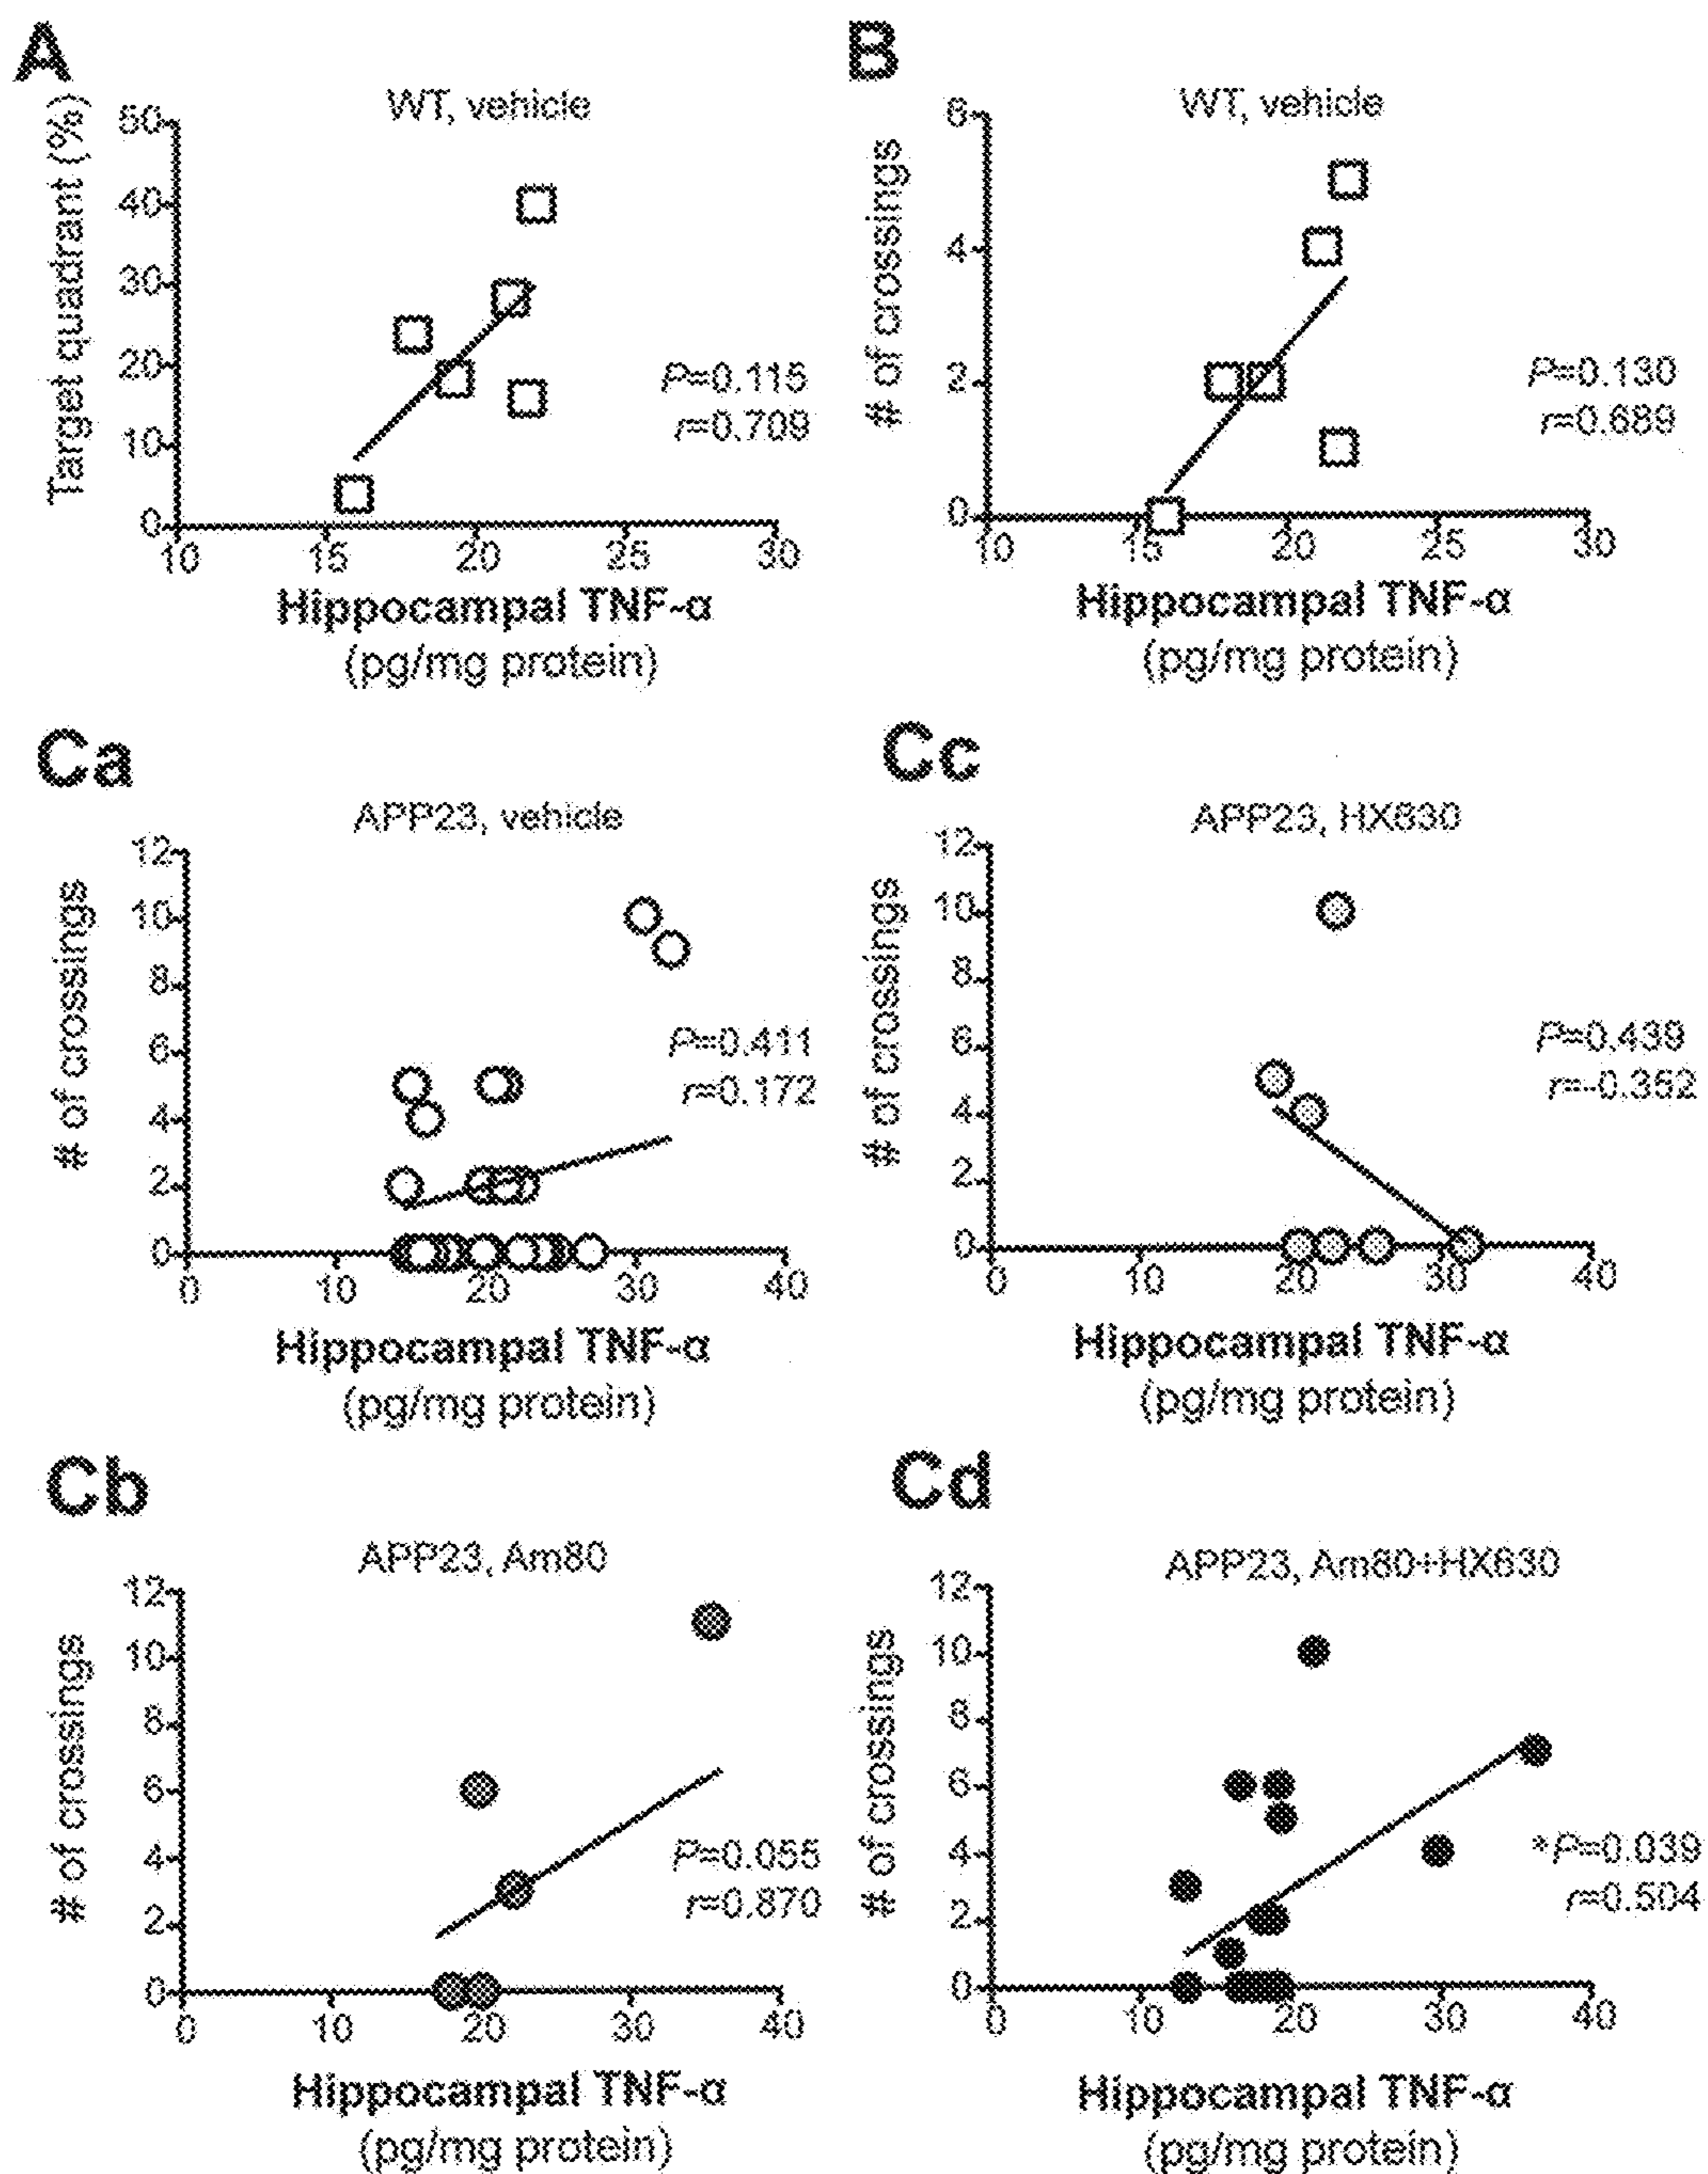 A
WT, vehicle
Target quadrant (%)
50
40
30
20
10
0
P=0.115
r=0.709
10 15 20 25 30
Hippocampal TNF-α
(pg/mg protein)
B
WT, vehicle
# of crossings
6
4
2
0
P=0.130
r=0.689
10 15 20 25 30
Hippocampal TNF-α
(pg/mg protein)
Ca
APP23, vehicle
# of crossings
12
10
8
6
4
2
0
P=0.411
r=0.172
0 10 20 30 40
Hippocampal TNF-α
(pg/mg protein)
Cc
APP23, HX630
# of crossings
12
10
8
6
4
2
0
P=0.439
r=-0.352
0 10 20 30 40
Hippocampal TNF-α
(pg/mg protein)
Cb
APP23, Am80
# of crossings
12
10
8
6
4
2
0
P=0.055
r=0.870
0 10 20 30 40
Hippocampal TNF-α
(pg/mg protein)
Cd
APP23, Am80+HX630
# of crossings
12
10
8
6
4
2
0
*P=0.039
r=0.504
0 10 20 30 40
Hippocampal TNF-α
(pg/mg protein)